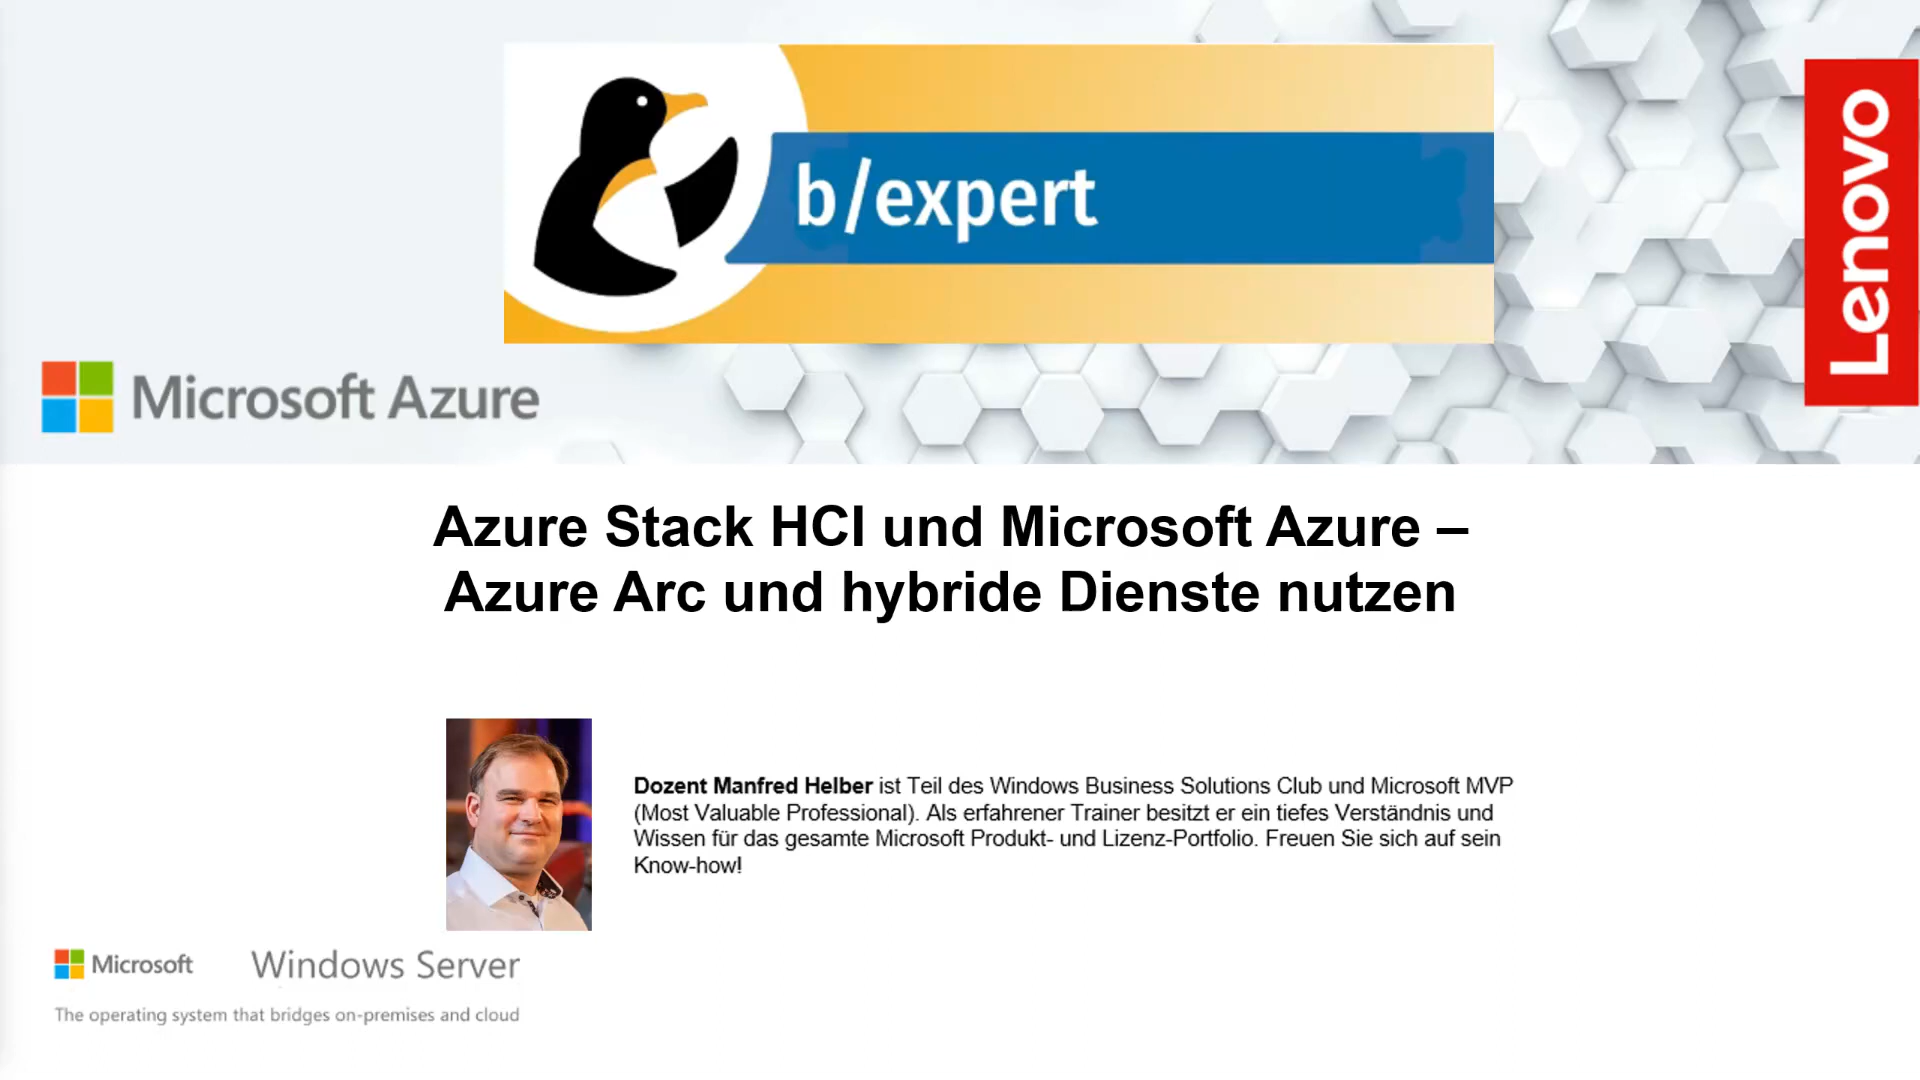 b/expert
Lenovo
Microsoft Azure
Azure Stack HCI und Microsoft Azure –
Azure Arc und hybride Dienste nutzen
Dozent Manfred Helber ist Teil des Windows Business Solutions Club und Microsoft MVP
(Most Valuable Professional). Als erfahrener Trainer besitzt er ein tiefes Verständnis und
Wissen für das gesamte Microsoft Produkt- und Lizenz-Portfolio. Freuen Sie sich auf sein
Know-how!
Microsoft Windows Server
The operating system that bridges on-premises and cloud